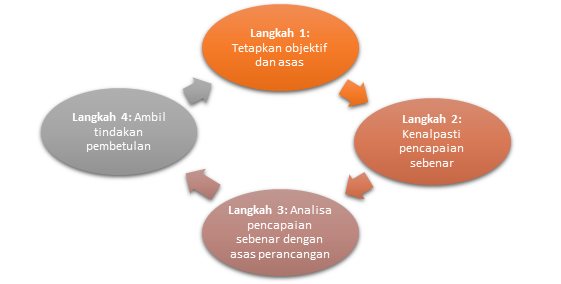 Langkah 1:
Tetapkan objektif
dan asas
Langkah 2:
Kenalpasti
pencapaian
sebenar
Langkah 3: Analisa
pencapaian
sebenar dengan
asas perancangan
Langkah 4: Ambil
tindakan
pembetulan